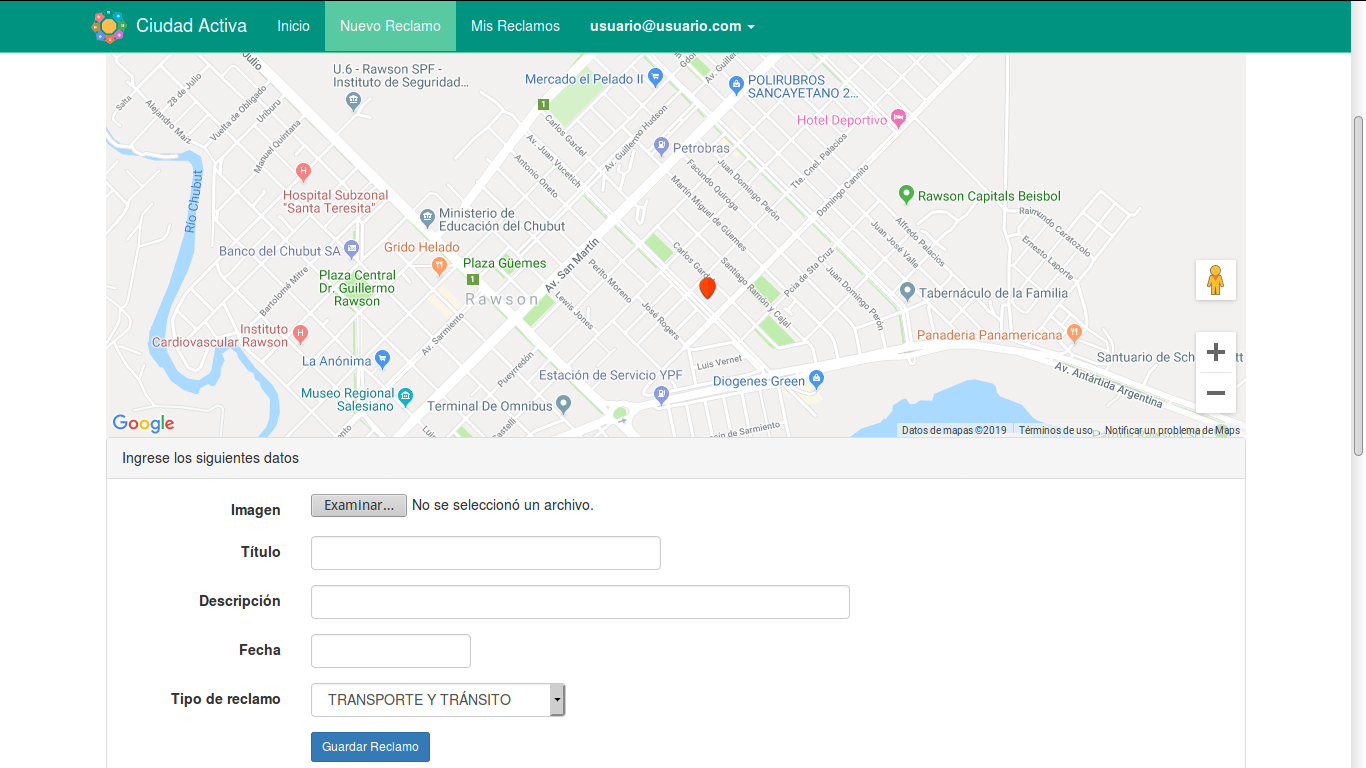 Ciudad Activa
Inicio
Nuevo Reclamo
Mis Reclamos
usuario@usuario.com
Julio
U.6 - Rawson SPF -
Instituto de Seguridad...
Mercado el Pelado II
Av. Guiller
POLIRUBROS
SANCAYETANO 2...
Salta
28 de Julio
Alejandro Maíz
Vuelta de Obligado
Uriburu
Manuel Quintana
1
Carlos Gardel
Av. Juan Vucetich
Antonio Oneto
Av. Guillermo Hudson
Petrobras
Hotel Deportivo
Facundo Quiroga
Juan Domingo Perón
Tte. Cnel. Palacios
Domingo Cannito
Martín Miguel de Güemes
Río Chubut
Hospital Subzonal
"Santa Teresita"
Ministerio de
Educación del Chubut
Rawson Capitals Beisbol
Raimundo Caratozolo
Alfredo Palacios
Juan José Valle
Ernesto Laporte
Banco del Chubut SA
Grido Helado
Plaza Güemes
1
Av. San Martín
Perito Moreno
Carlos Gardel
Santiago Ramón y Cajal
Pcia de Sta Cruz
Juan Domingo Perón
Bartolomé Mitre
Plaza Central
Dr. Guillermo
Rawson
Rawson
Lewis Jones
José Rogers
Tabernáculo de la Familia
Instituto
Cardiovascular Rawson
Av. Sarmiento
Panaderia Panamericana
La Anónima
Pueyrredón
Luis Vernet
Santuario de Scho
tt
Estación de Servicio YPF
Diogenes Green
Av. Antártida Argentina
Museo Regional
Salesiano
Terminal De Omnibus
Castelli
ín de Sarmiento
Google
Datos de mapas ©2019
Términos de uso
Notificar un problema de Maps
Ingrese los siguientes datos
Imagen
Examinar...
No se seleccionó un archivo.
Título
Descripción
Fecha
Tipo de reclamo
TRANSPORTE Y TRÁNSITO
Guardar Reclamo